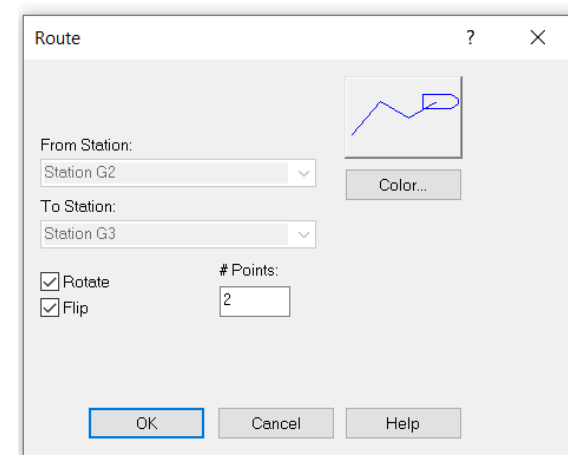 Route
?
From Station:
Station G2
Color...
To Station:
Station G3
Rotate
# Points:
Flip
2
OK
Cancel
Help